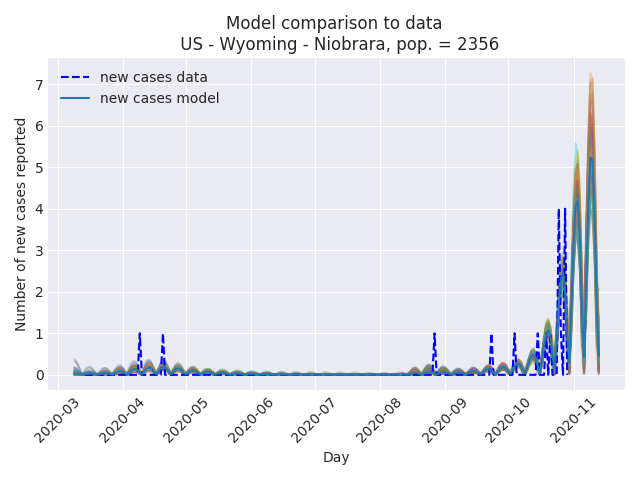 Model comparison to data
US - Wyoming - Niobrara, pop. = 2356
new cases data
new cases model
Number of new cases reported
7
6
5
4
3
2
1
0
2020-03
2020-04
2020-05
2020-06
2020-07
2020-08
2020-09
2020-10
2020-11
Day